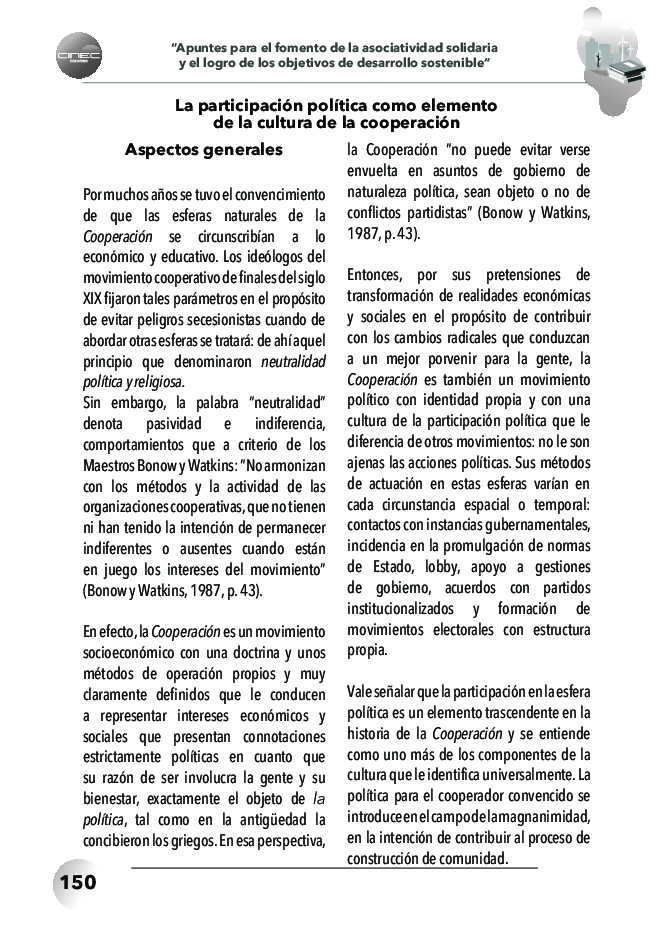 CINEC
COLOMBIA
“Apuntes para el fomento de la asociatividad solidaria
y el logro de los objetivos de desarrollo sostenible”
La participación política como elemento
de la cultura de la cooperación
Aspectos generales
Por muchos años se tuvo el convencimiento
de que las esferas naturales de la
Cooperación se circunscribían a lo
económico y educativo. Los ideólogos del
movimiento cooperativo de finales del siglo
XIX fijaron tales parámetros en el propósito
de evitar peligros secesionistas cuando de
abordar otras esferas se tratará: de ahí aquel
principio que denominaron neutralidad
política y religiosa.
Sin embargo, la palabra “neutralidad”
denota pasividad e indiferencia,
comportamientos que a criterio de los
Maestros Bonow y Watkins: “No armonizan
con los métodos y la actividad de las
organizaciones cooperativas, que no tienen
ni han tenido la intención de permanecer
indiferentes o ausentes cuando están
en juego los intereses del movimiento”
(Bonow y Watkins, 1987, p. 43).
En efecto, la Cooperación es un movimiento
socioeconómico con una doctrina y unos
métodos de operación propios y muy
claramente definidos que le conducen
a representar intereses económicos y
sociales que presentan connotaciones
estrictamente políticas en cuanto que
su razón de ser involucra la gente y su
bienestar, exactamente el objeto de la
política, tal como en la antigüedad la
concibieron los griegos. En esa perspectiva,
la Cooperación “no puede evitar verse
envuelta en asuntos de gobierno de
naturaleza política, sean objeto o no de
conflictos partidistas” (Bonow y Watkins,
1987, p. 43).
Entonces, por sus pretensiones de
transformación de realidades económicas
y sociales en el propósito de contribuir
con los cambios radicales que conduzcan
a un mejor porvenir para la gente, la
Cooperación es también un movimiento
político con identidad propia y con una
cultura de la participación política que le
diferencia de otros movimientos: no le son
ajenas las acciones políticas. Sus métodos
de actuación en estas esferas varían en
cada circunstancia espacial o temporal:
contactos con instancias gubernamentales,
incidencia en la promulgación de normas
de Estado, lobby, apoyo a gestiones
de gobierno, acuerdos con partidos
institucionalizados y formación de
movimientos electorales con estructura
propia.
Vale señalar que la participación en la esfera
política es un elemento trascendente en la
historia de la Cooperación y se entiende
como uno más de los componentes de la
cultura que le identifica universalmente. La
política para el cooperador convencido se
introduce en el campo de la magnanimidad,
en la intención de contribuir al proceso de
construcción de comunidad.
150